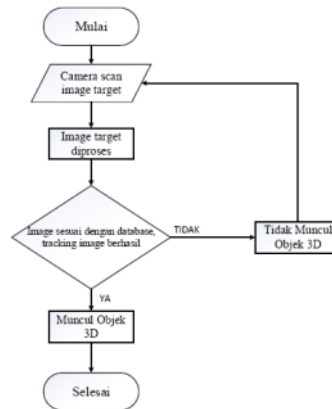 Mulai
Camera scan
image target
Image target
diproses
Image sesuai dengan database,
tracking image berhasil
TIDAK
Tidak Muncul
Objek 3D
YA
Muncul Objek
3D
Selesai